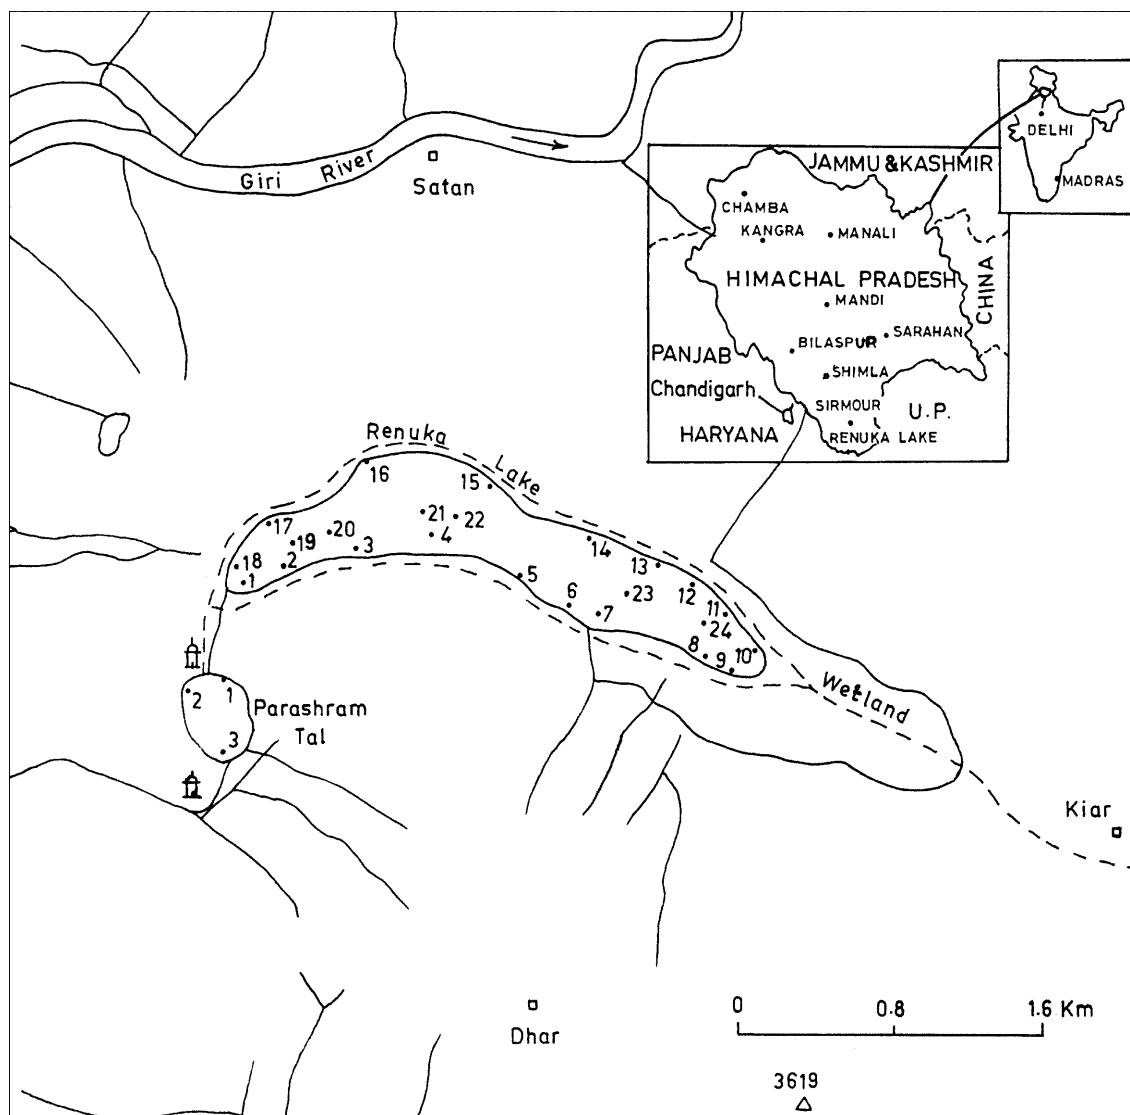 Giri River
Satan
JAMMU & KASHMIR
CHAMBA
KANGRA
MANALI
HIMACHAL PRADESH
MANDI
BILASPUR
SARAHAN
SHIMLA
SIRMOUR
RENUKA LAKE
PANJAB
Chandigarh
HARYANA
U.P.
CHINA
DELHI
MADRAS
Renuka Lake
16
15
17
20
21
22
19
4
3
18
2
1
14
13
5
12
23
6
7
11
24
8
9
10
Wetland
1
2
3
Parashram
Tal
Kiar
Dhar
0 0.8 1.6 Km
3619